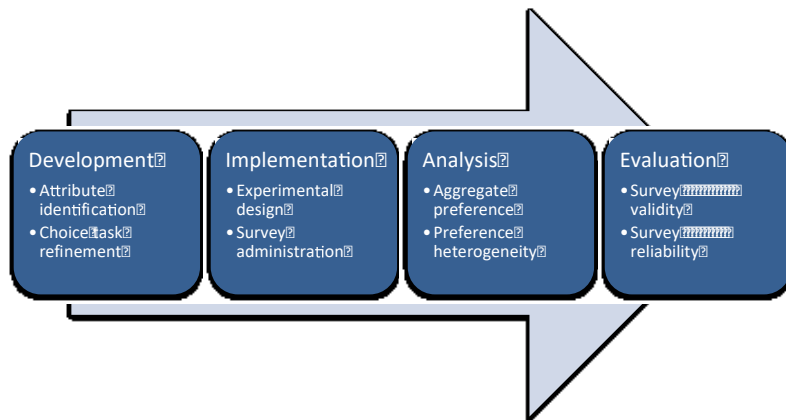 Development
• Attribute
identification
• Choice task
refinement
Implementation
• Experimental
design
• Survey
administration
Analysis
• Aggregate
preference
• Preference
heterogeneity
Evaluation
• Survey
validity
• Survey
reliability